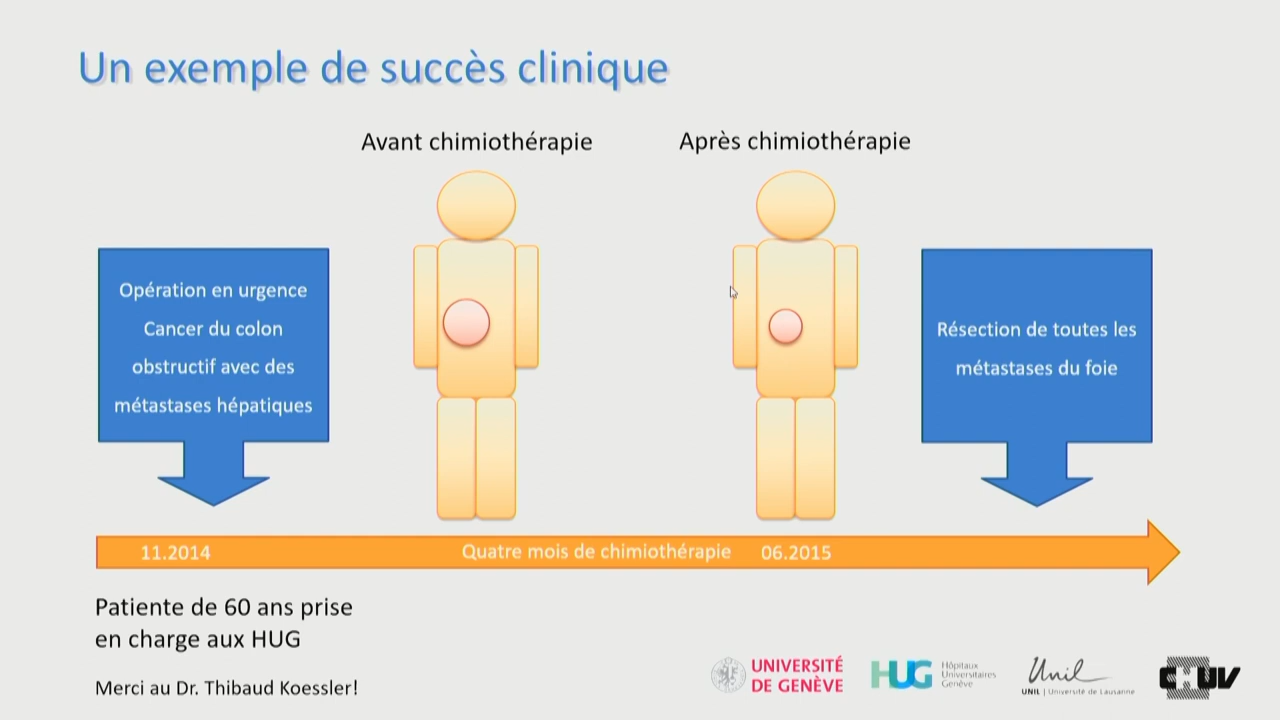 Un exemple de succès clinique
Avant chimiothérapie
Après chimiothérapie
Opération en urgence
Cancer du colon
obstructif avec des
métastases hépatiques
Résection de toutes les
métastases du foie
11.2014
Quatre mois de chimiothérapie
06.2015
Patiente de 60 ans prise
en charge aux HUG
Merci au Dr. Thibaud Koessler!
UNIVERSITÉ
DE GENÈVE
HUG
Hôpitaux
Universitaires
Genève
Unil
UNIL | Université de Lausanne
CHUV